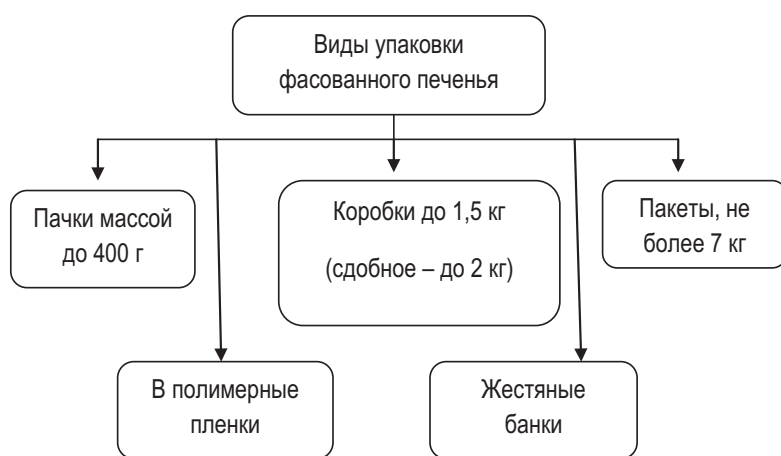 Виды упаковки
фасованного печенья
Пачки массой
до 400 г
Коробки до 1,5 кг
(сдобное – до 2 кг)
Пакеты, не
более 7 кг
В полимерные
пленки
Жестяные
банки